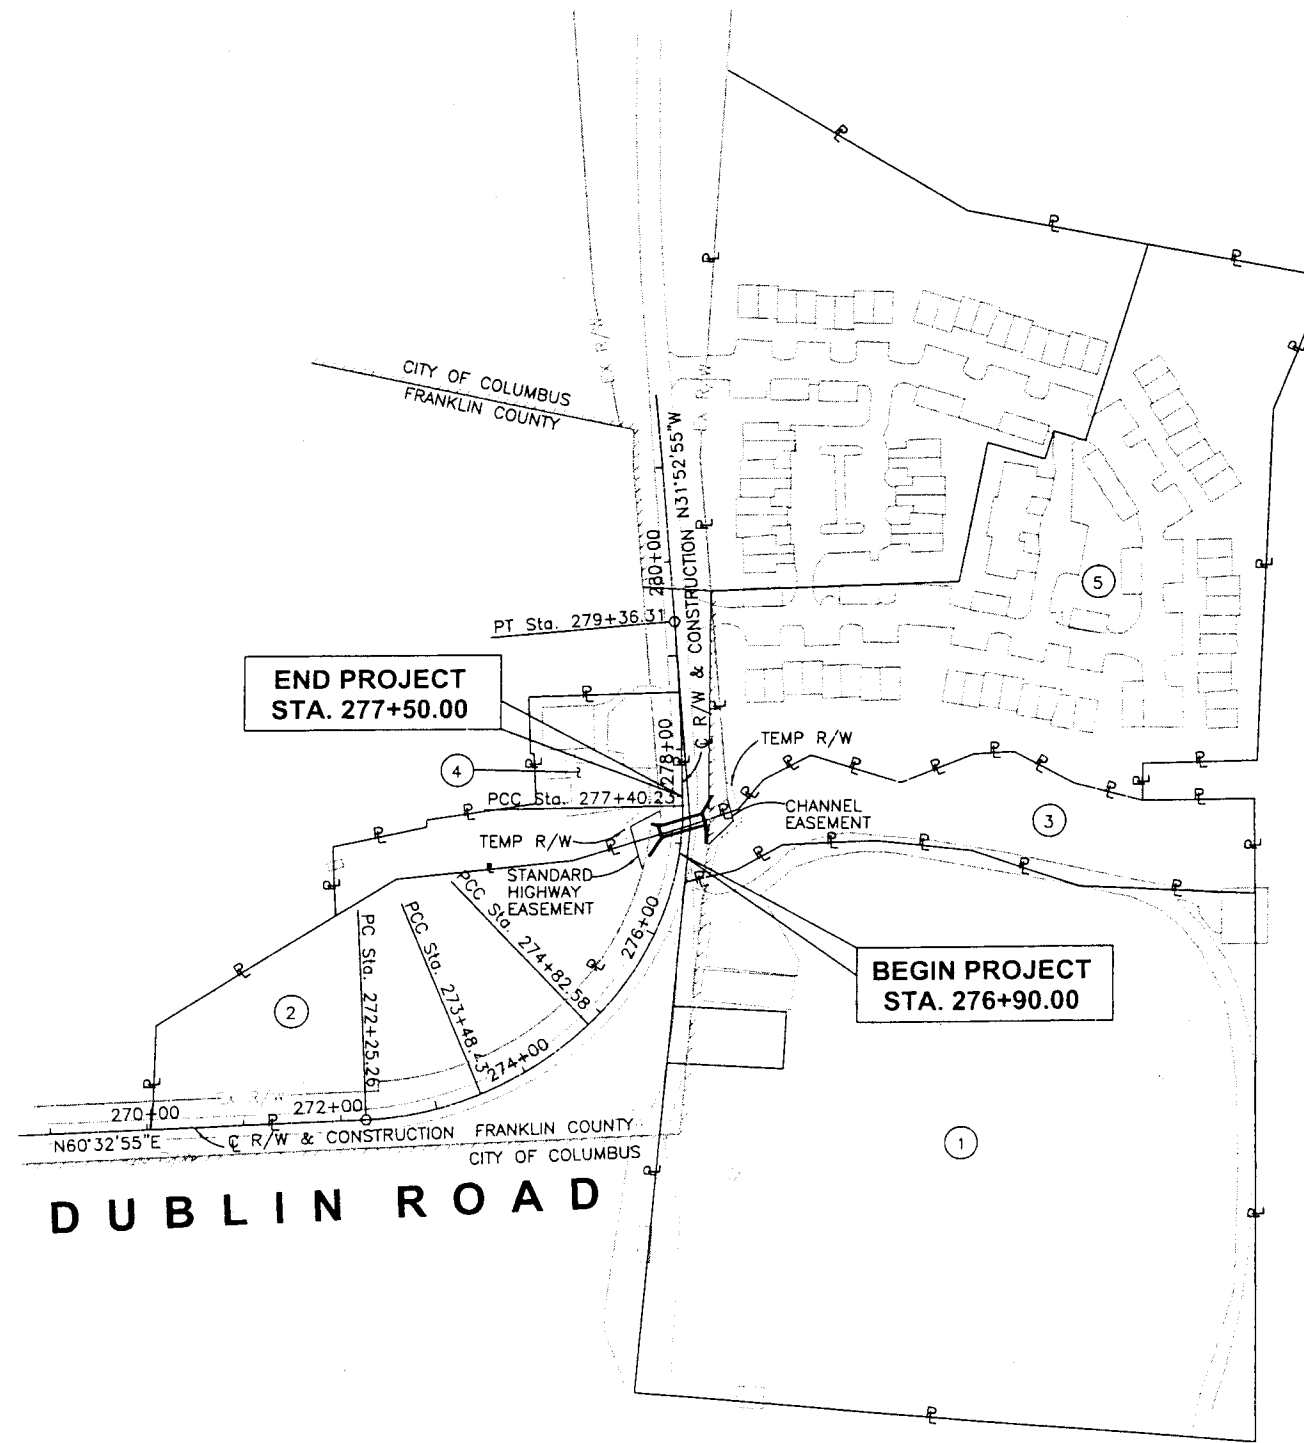 CITY OF COLUMBUS
FRANKLIN COUNTY
EX R/W
EX R/W
℄ R/W & CONSTRUCTION N31°52'55"W
280+00
PT Sta. 279+36.31
5
END PROJECT
STA. 277+50.00
278+00
TEMP R/W
4
PCC Sta. 277+40.23
CHANNEL
EASEMENT
3
TEMP R/W
STANDARD
HIGHWAY
EASEMENT
PCC Sta. 274+82.58
276+00
PCC Sta. 273+48.43
PC Sta. 272+25.26
BEGIN PROJECT
STA. 276+90.00
2
274+00
270+00
272+00
N60°32'55"E
℄ R/W & CONSTRUCTION
FRANKLIN COUNTY
CITY OF COLUMBUS
1
DUBLIN ROAD